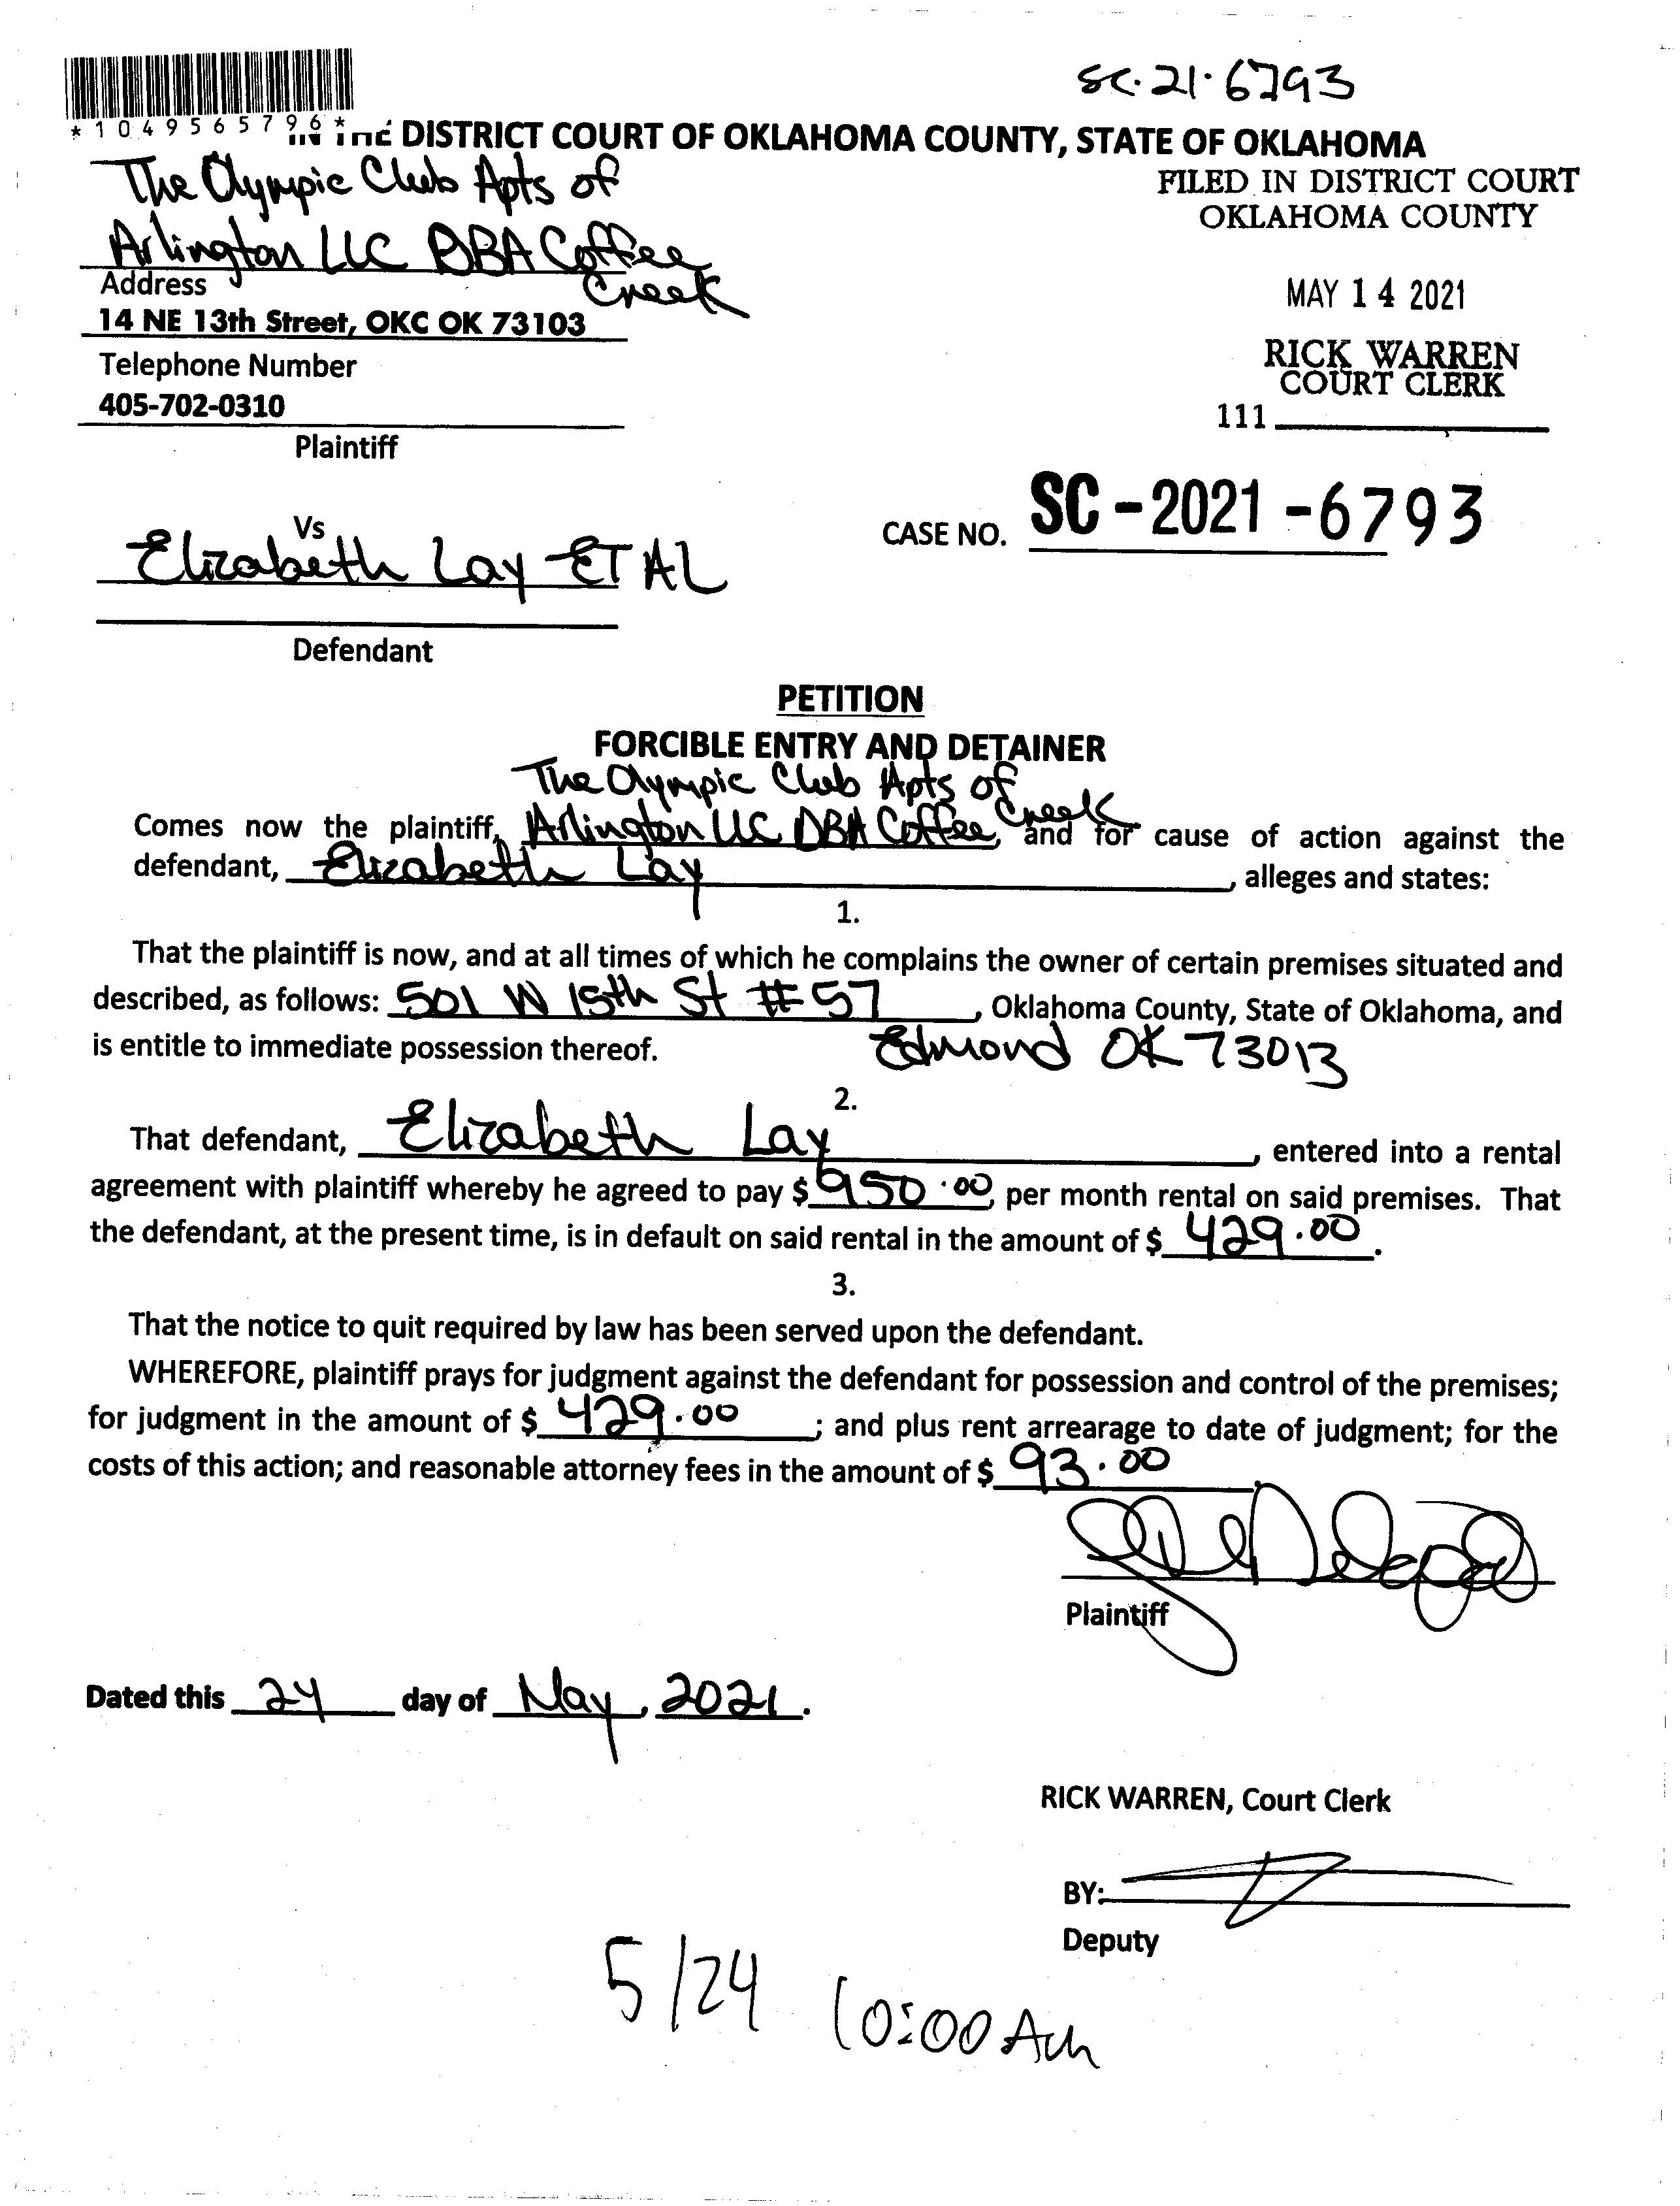 SC-21-6793
*1049565796*
IN THE DISTRICT COURT OF OKLAHOMA COUNTY, STATE OF OKLAHOMA
The Olympic Club Apts of
Arlington LLC DBA Coffee
Creek
Address
14 NE 13th Street, OKC OK 73103
Telephone Number
405-702-0310
Plaintiff
FILED IN DISTRICT COURT
OKLAHOMA COUNTY
MAY 14 2021
RICK WARREN
COURT CLERK
111
Vs
Elizabeth Lay ET AL
Defendant
CASE NO. SC-2021-6793
PETITION
FORCIBLE ENTRY AND DETAINER
The Olympic Club Apts of
Comes now the plaintiff, Arlington LLC DBA Coffee Creek, and for cause of action against the
defendant, Elizabeth Lay, alleges and states:
1.
That the plaintiff is now, and at all times of which he complains the owner of certain premises situated and
described, as follows: 501 W 15th St #57, Oklahoma County, State of Oklahoma, and
is entitle to immediate possession thereof. Edmond OK 73013
2.
That defendant, Elizabeth Lay, entered into a rental
agreement with plaintiff whereby he agreed to pay $950.00, per month rental on said premises. That
the defendant, at the present time, is in default on said rental in the amount of $429.00.
3.
That the notice to quit required by law has been served upon the defendant.
WHEREFORE, plaintiff prays for judgment against the defendant for possession and control of the premises;
for judgment in the amount of $429.00; and plus rent arrearage to date of judgment; for the
costs of this action; and reasonable attorney fees in the amount of $93.00.
Plaintiff
Dated this 24 day of May, 2021.
RICK WARREN, Court Clerk
BY:
Deputy
5/24 10:00 Am